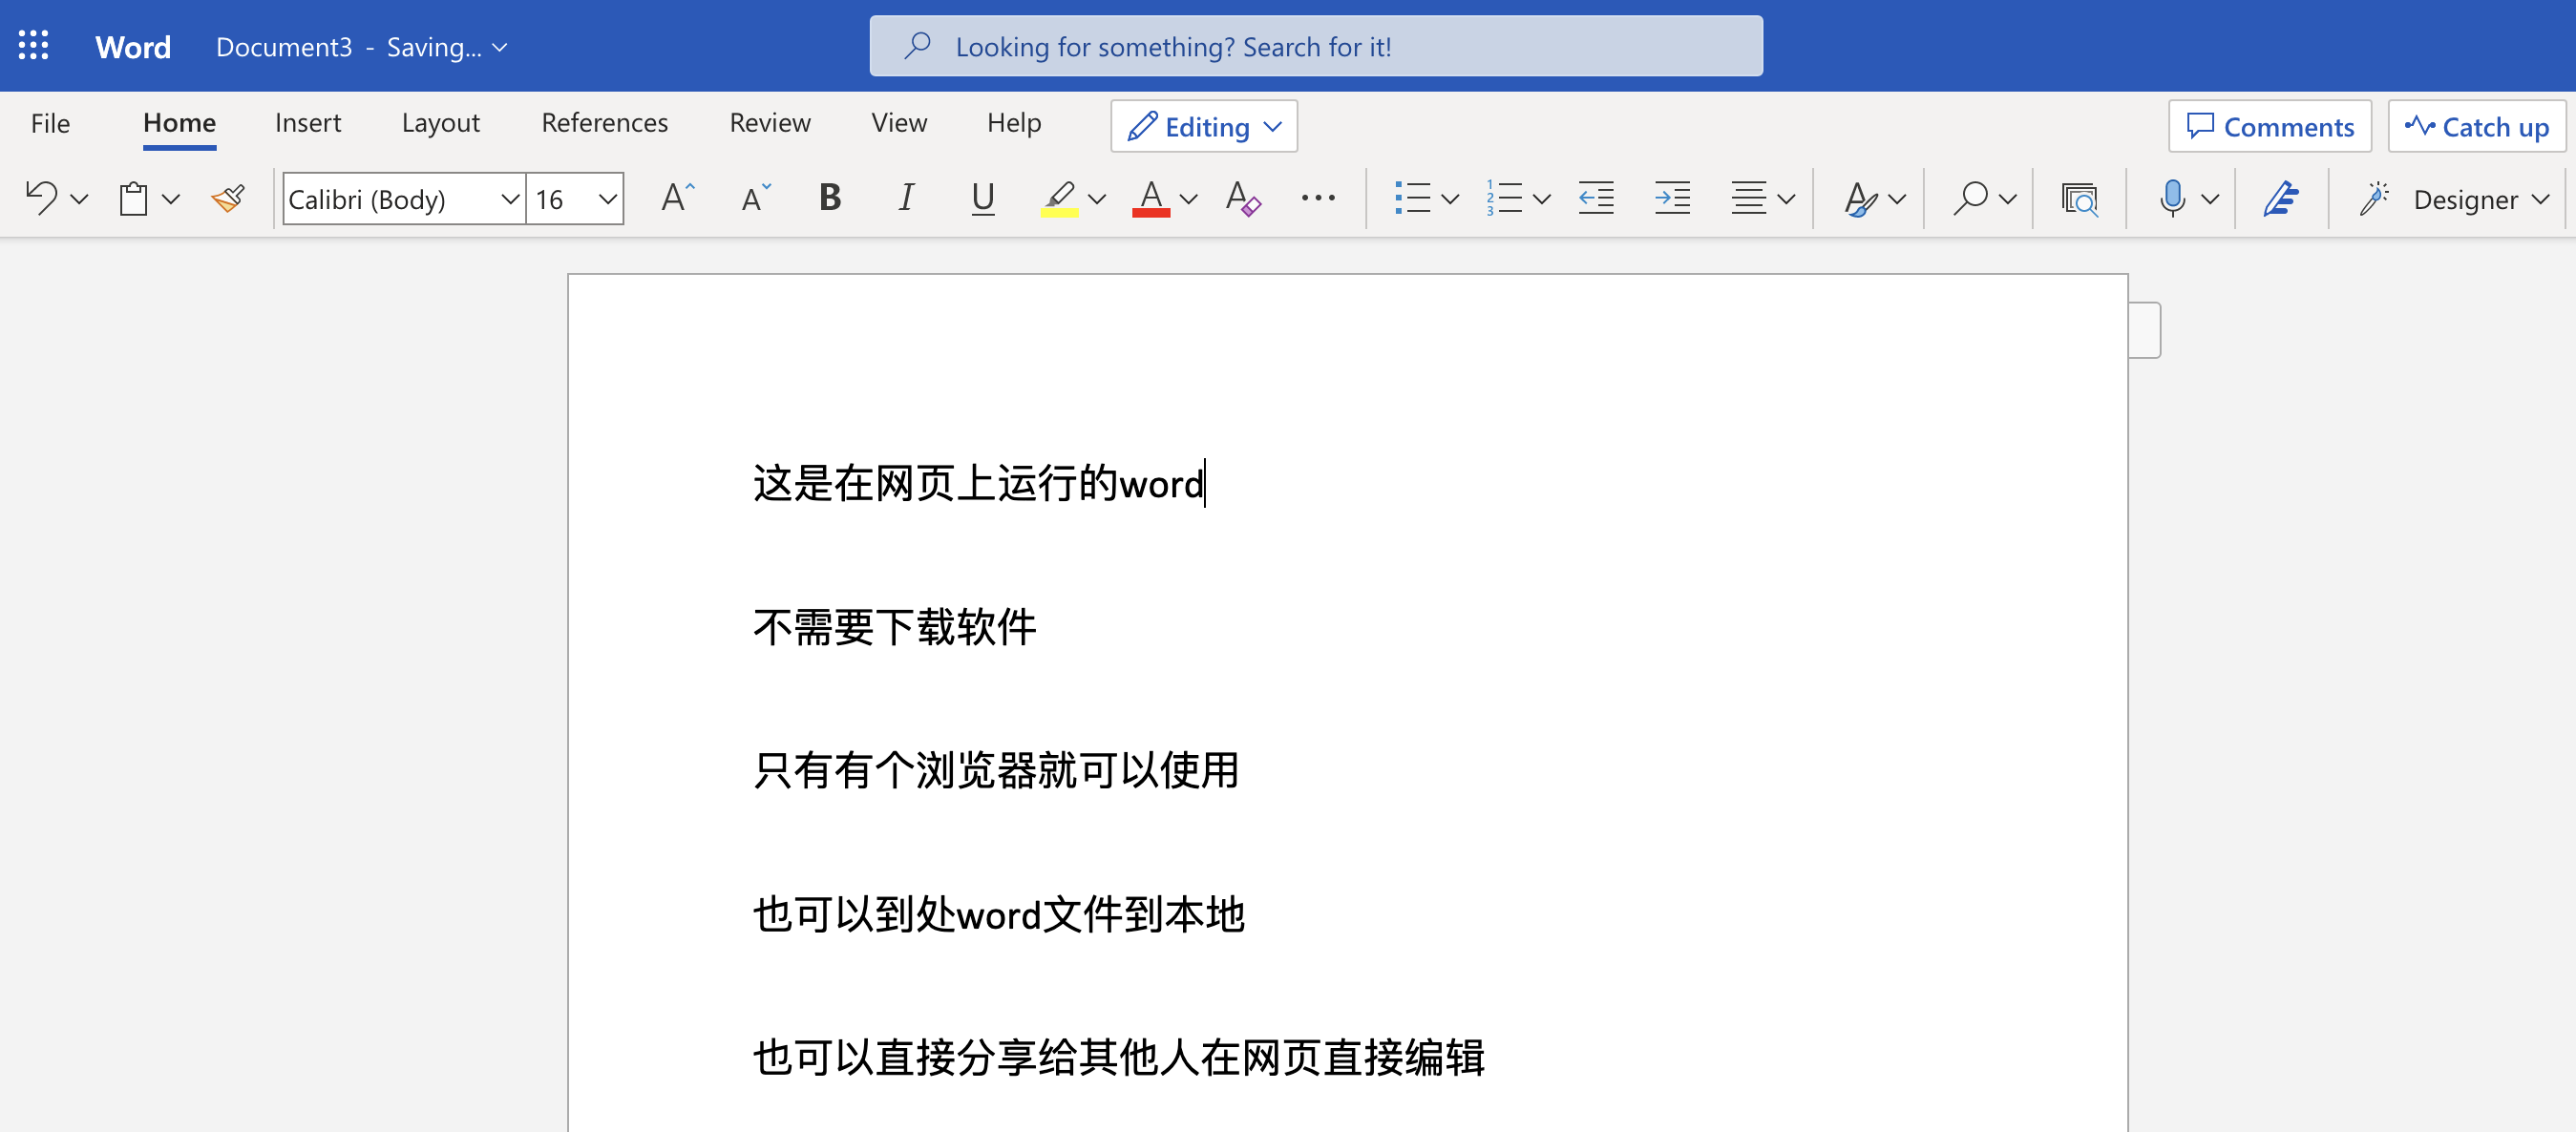 Word Document3 - Saving... Looking for something? Search for it!
File Home Insert Layout References Review View Help Editing Comments Catch up
Calibri (Body) 16 A A B I U A A 1 2 3 A Designer
这是在网页上运行的word
不需要下载软件
只有有个浏览器就可以使用
也可以到处word文件到本地
也可以直接分享给其他人在网页直接编辑